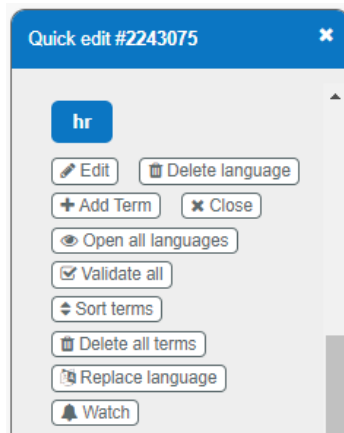 Quick edit #2243075
hr
Edit Delete language
Add Term Close
Open all languages
Validate all
Sort terms
Delete all terms
Replace language
Watch